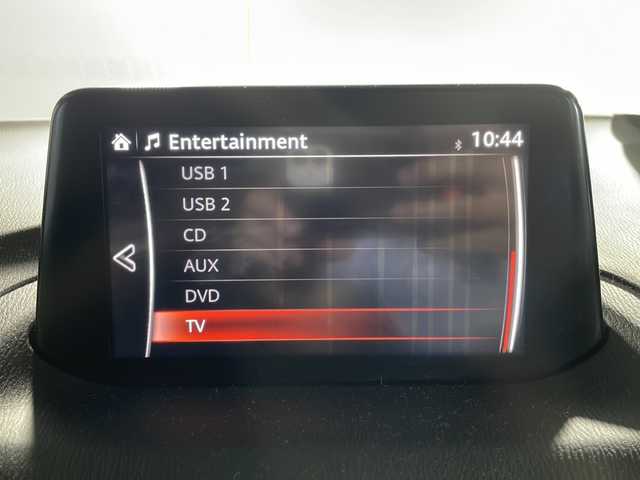 Entertainment 10:44
USB 1
USB 2
CD
AUX
DVD
TV